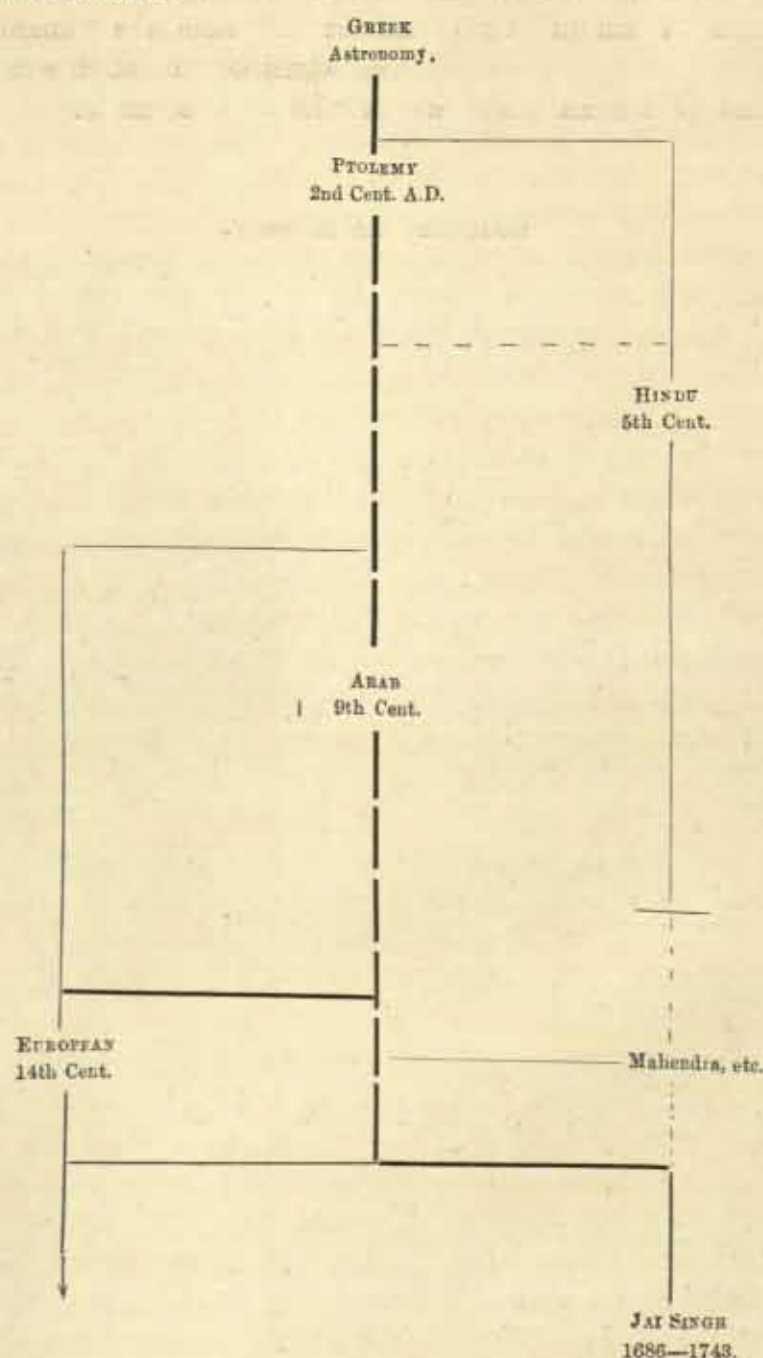 GREEK
Astronomy.
PTOLEMY
2nd Cent. A.D.
HINDU
5th Cent.
ARAB
9th Cent.
EUROPEAN
14th Cent.
Mahendra, etc.
JAI SINGH
1686—1743.